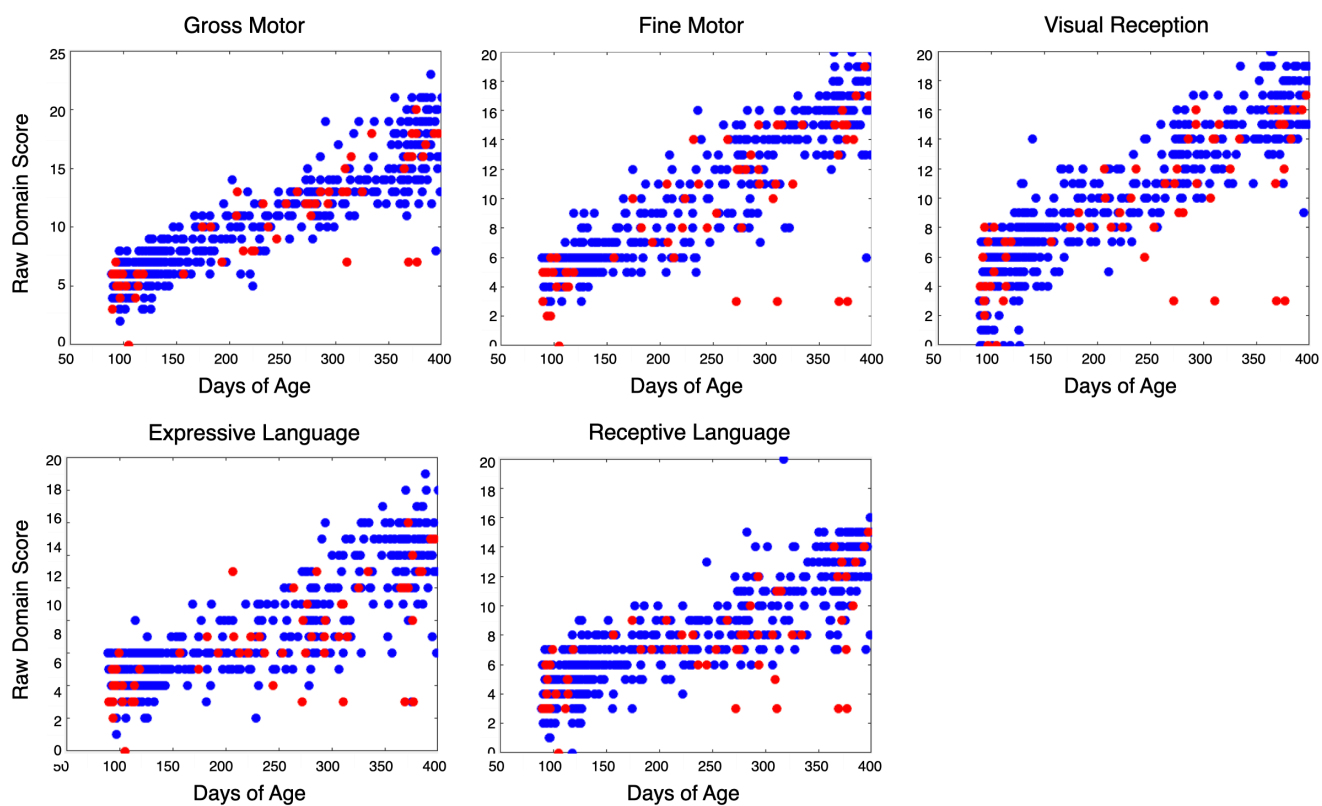 Gross Motor
Fine Motor
Visual Reception
25
20
15
10
5
0
50 100 150 200 250 300 350 400
Raw Domain Score
Days of Age
20
18
16
14
12
10
8
6
4
2
0
50 100 150 200 250 300 350 400
Days of Age
20
18
16
14
12
10
8
6
4
2
0
50 100 150 200 250 300 350 400
Days of Age
Expressive Language
Receptive Language
20
18
16
14
12
10
8
6
4
2
0
50 100 150 200 250 300 350 400
Raw Domain Score
Days of Age
20
18
16
14
12
10
8
6
4
2
0
50 100 150 200 250 300 350 400
Days of Age